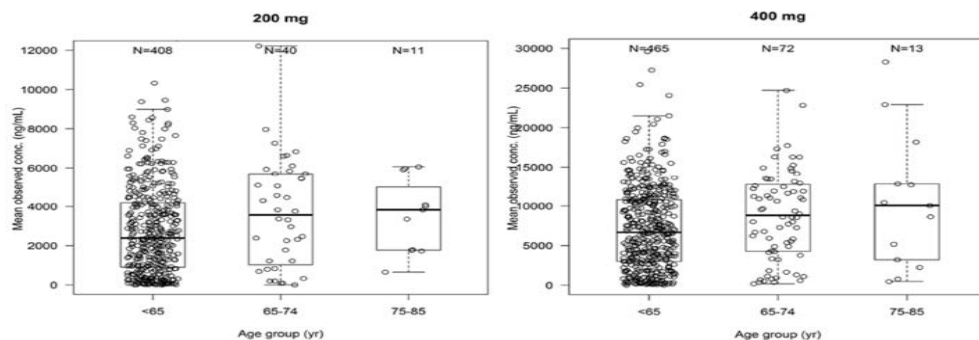 200 mg
N=408
N=40
N=11
Mean observed conc. (ng/mL)
12000
10000
8000
6000
4000
2000
0
<65
65-74
75-85
Age group (yr)
400 mg
N=465
N=72
N=13
Mean observed conc. (ng/mL)
30000
25000
20000
15000
10000
5000
0
<65
65-74
75-85
Age group (yr)